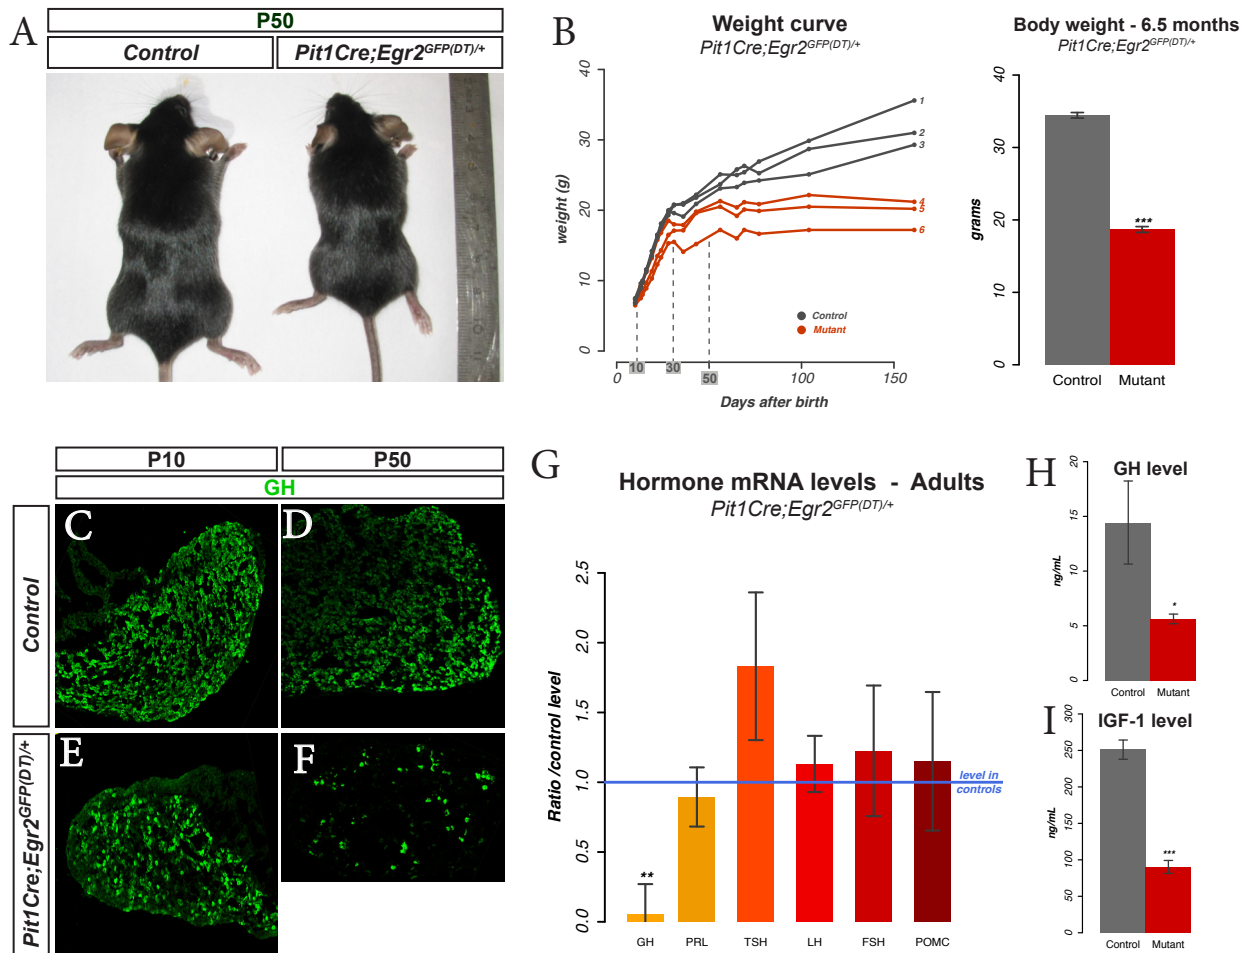 A
P50
Control
Pit1Cre;Egr2GFP(DT)/+
B
Weight curve
Pit1Cre;Egr2GFP(DT)/+
weight (g)
40
30
20
10
0
1
2
3
4
5
6
Control
Mutant
10
30
50
0
100
150
Days after birth
Body weight - 6.5 months
Pit1Cre;Egr2GFP(DT)/+
grams
40
30
20
10
0
***
Control
Mutant
P10
P50
GH
Control
Pit1Cre;Egr2GFP(DT)/+
C
D
E
F
G
Hormone mRNA levels - Adults
Pit1Cre;Egr2GFP(DT)/+
Ratio /control level
2.5
2.0
1.5
1.0
0.5
0.0
level in
controls
**
GH
PRL
TSH
LH
FSH
POMC
H
GH level
ng/mL
20
15
10
5
0
*
Control
Mutant
I
IGF-1 level
ng/mL
300
250
200
150
100
50
0
***
Control
Mutant